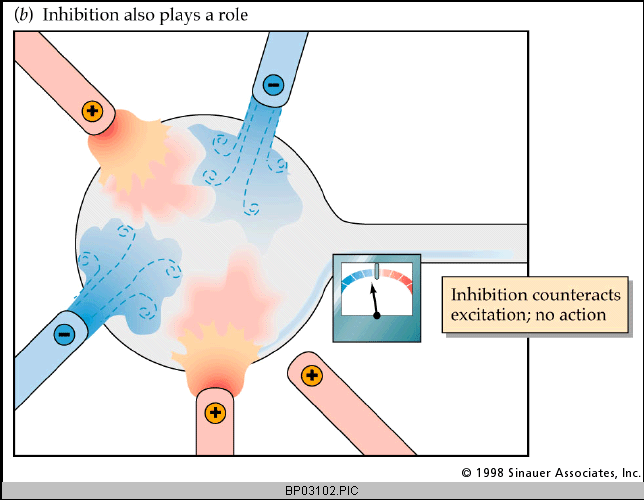 (b) Inhibition also plays a role
+
−
+
−
+
+
Inhibition counteracts
excitation; no action
© 1998 Sinauer Associates, Inc.
BP03102.PIC